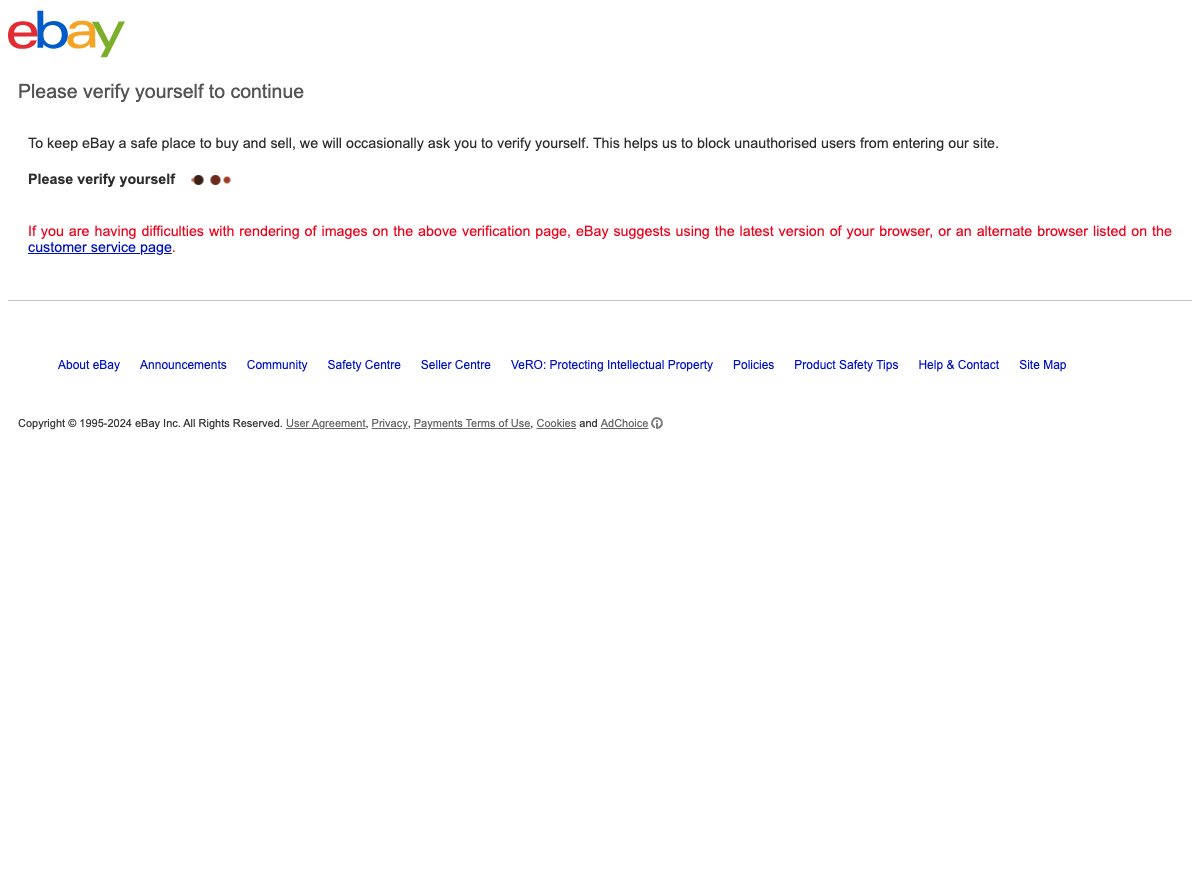 ebay
Please verify yourself to continue
To keep eBay a safe place to buy and sell, we will occasionally ask you to verify yourself. This helps us to block unauthorised users from entering our site.
Please verify yourself
If you are having difficulties with rendering of images on the above verification page, eBay suggests using the latest version of your browser, or an alternate browser listed on the
customer service page.
About eBay Announcements Community Safety Centre Seller Centre VeRO: Protecting Intellectual Property Policies Product Safety Tips Help & Contact Site Map
Copyright © 1995-2024 eBay Inc. All Rights Reserved. User Agreement, Privacy, Payments Terms of Use, Cookies and AdChoice